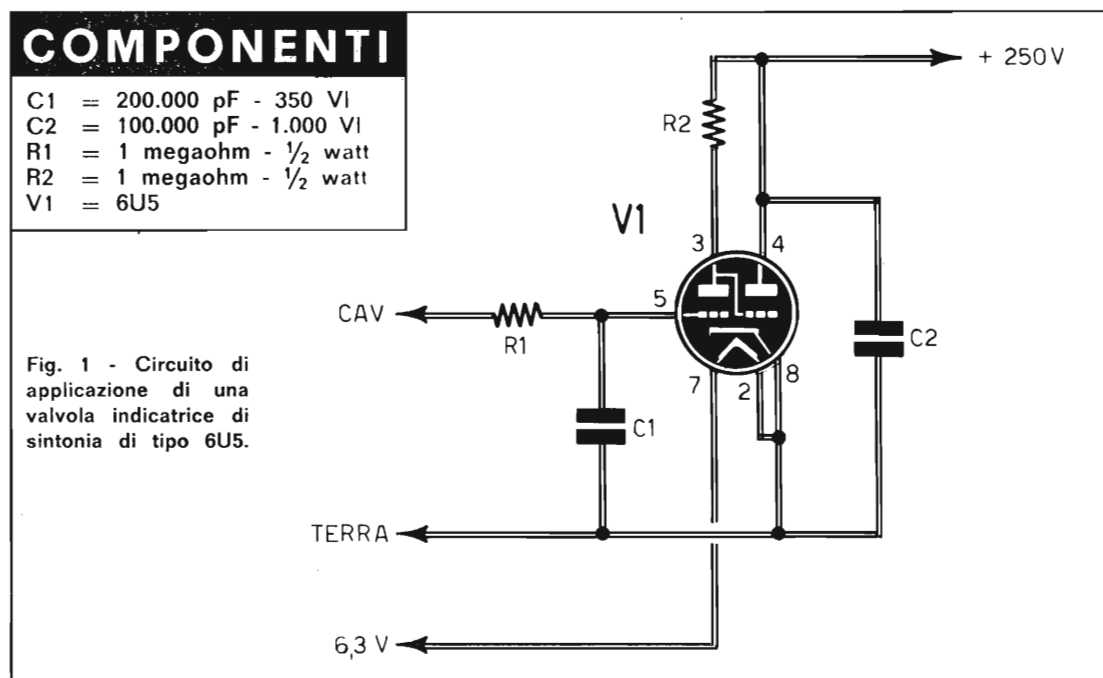 COMPONENTI
C1 = 200.000 pF - 350 Vl
C2 = 100.000 pF - 1.000 Vl
R1 = 1 megaohm - ½ watt
R2 = 1 megaohm - ½ watt
V1 = 6U5
Fig. 1 - Circuito di
applicazione di una
valvola indicatrice di
sintonia di tipo 6U5.
+ 250 V
R2
V1
3
4
5
CAV
R1
C2
7
2
8
C1
TERRA
6,3 V